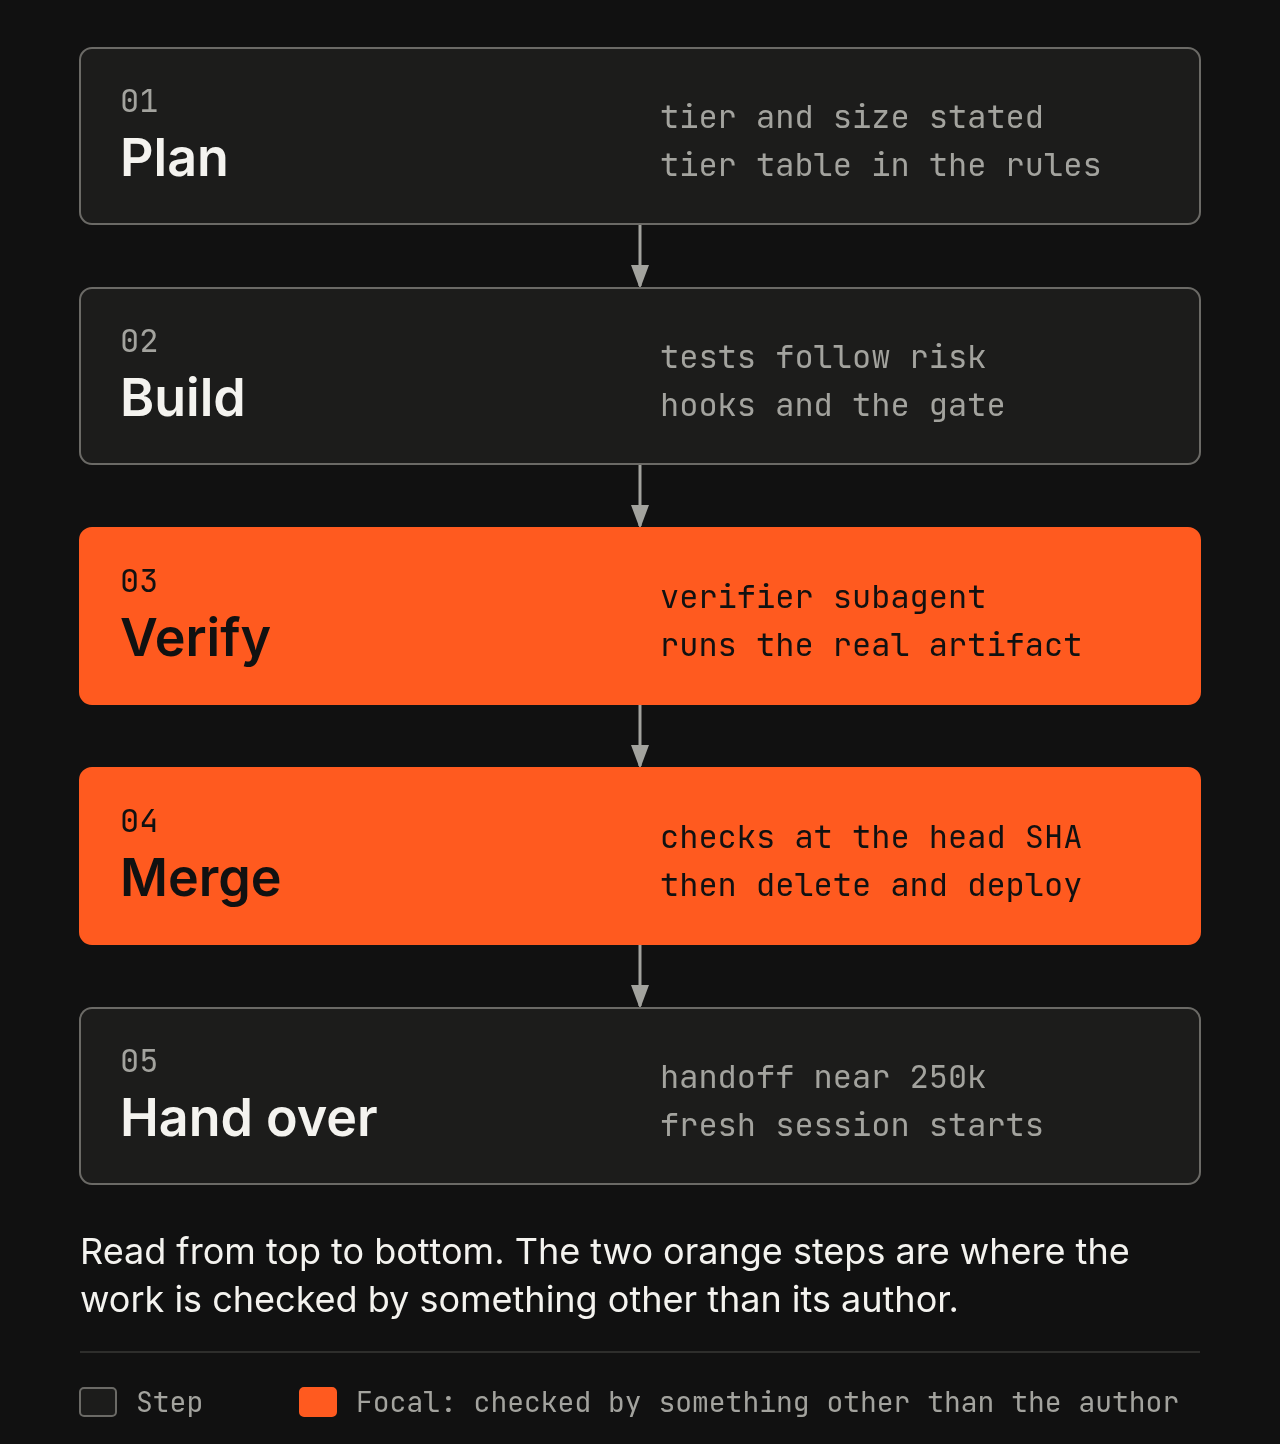 01
Plan
tier and size stated
tier table in the rules
02
Build
tests follow risk
hooks and the gate
03
Verify
verifier subagent
runs the real artifact
04
Merge
checks at the head SHA
then delete and deploy
05
Hand over
handoff near 250k
fresh session starts
Read from top to bottom. The two orange steps are where the
work is checked by something other than its author.
Step
Focal: checked by something other than the author